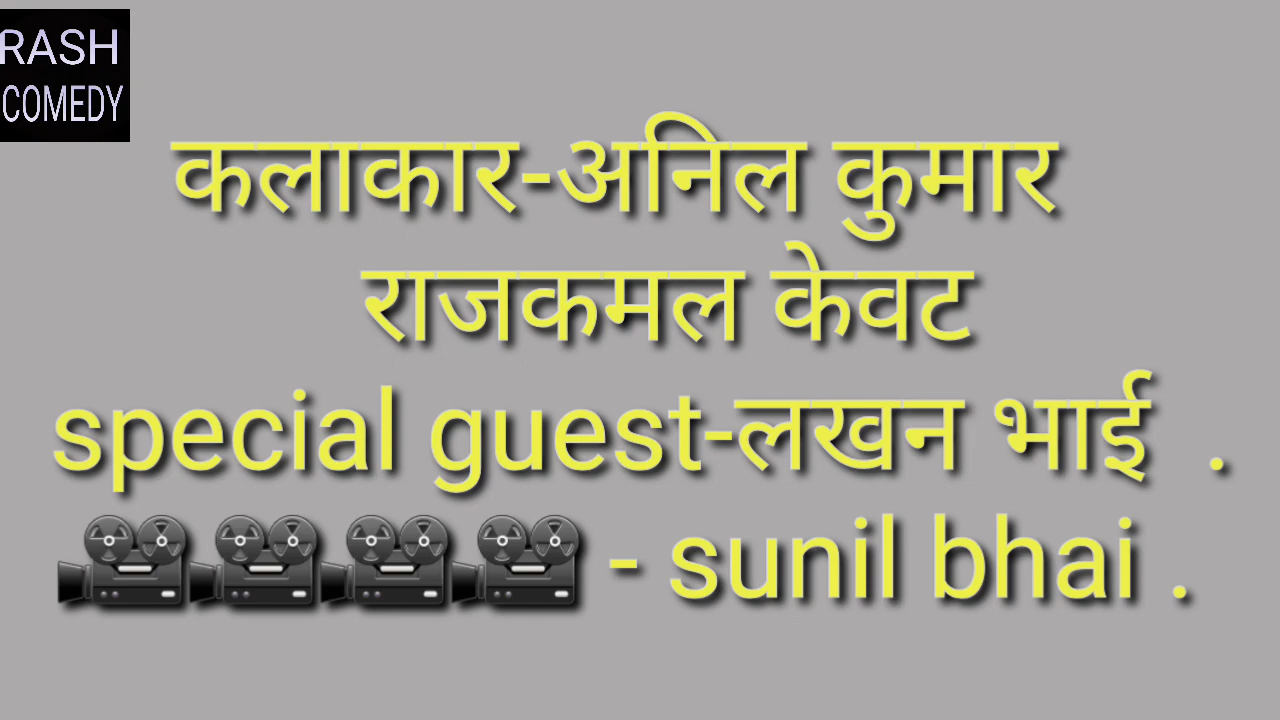 RASH
COMEDY
कलाकार-अनिल कुमार
राजकमल केवट
special guest-लखन भाई .
🎥🎥🎥🎥 - sunil bhai .